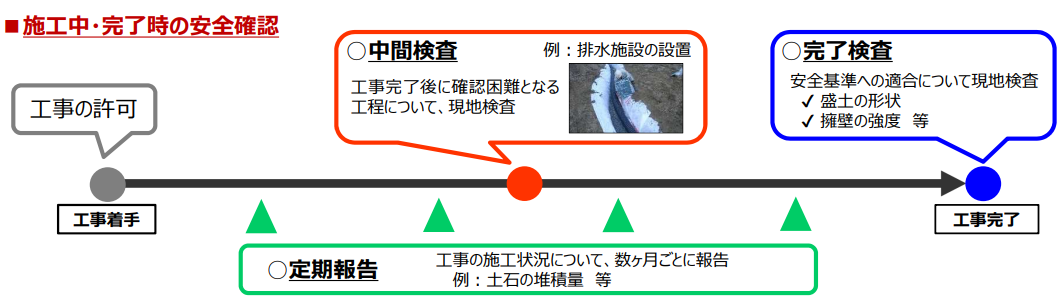 ■施工中・完了時の安全確認
工事の許可
○中間検査 例：排水施設の設置
工事完了後に確認困難となる
工程について、現地検査
○完了検査
安全基準への適合について現地検査
✓ 盛土の形状
✓ 擁壁の強度 等
工事着手
工事完了
○定期報告 工事の施工状況について、数ヶ月ごとに報告
例：土石の堆積量 等